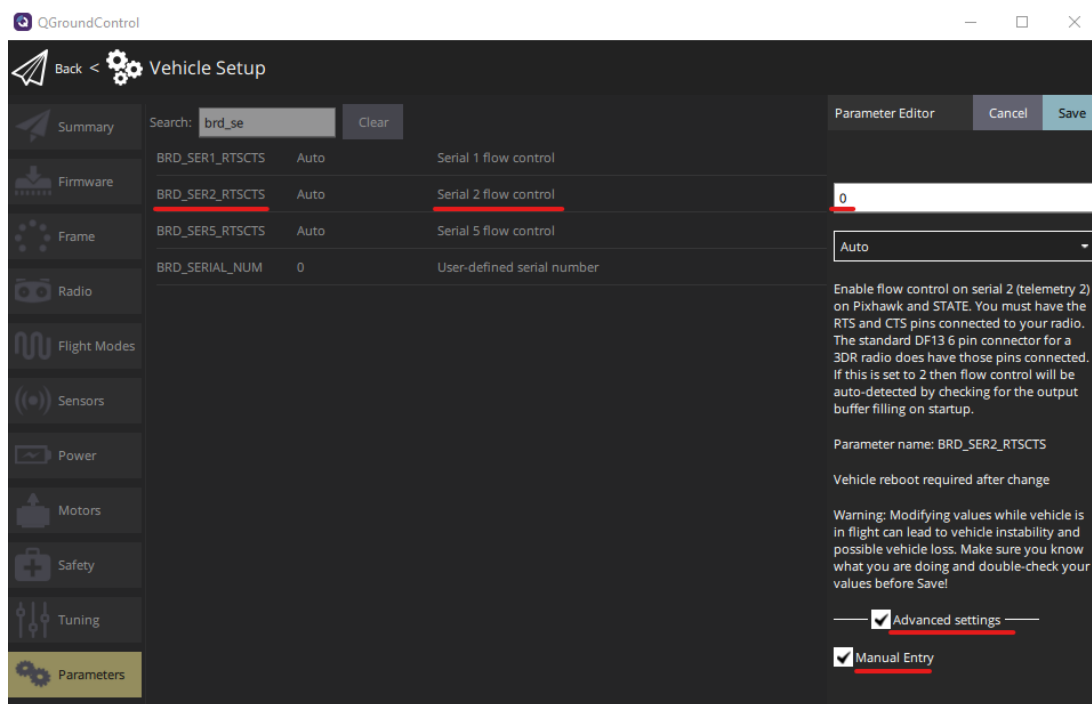 QGroundControl
Back < Vehicle Setup
Summary
Firmware
Frame
Radio
Flight Modes
Sensors
Power
Motors
Safety
Tuning
Parameters
Search: brd_se Clear
BRD_SER1_RTSCTS Auto Serial 1 flow control
BRD_SER2_RTSCTS Auto Serial 2 flow control
BRD_SER5_RTSCTS Auto Serial 5 flow control
BRD_SERIAL_NUM 0 User-defined serial number
Parameter Editor Cancel Save
0
Auto
Enable flow control on serial 2 (telemetry 2)
on Pixhawk and STATE. You must have the
RTS and CTS pins connected to your radio.
The standard DF13 6 pin connector for a
3DR radio does have those pins connected.
If this is set to 2 then flow control will be
auto-detected by checking for the output
buffer filling on startup.
Parameter name: BRD_SER2_RTSCTS
Vehicle reboot required after change
Warning: Modifying values while vehicle is
in flight can lead to vehicle instability and
possible vehicle loss. Make sure you know
what you are doing and double-check your
values before Save!
Advanced settings
Manual Entry